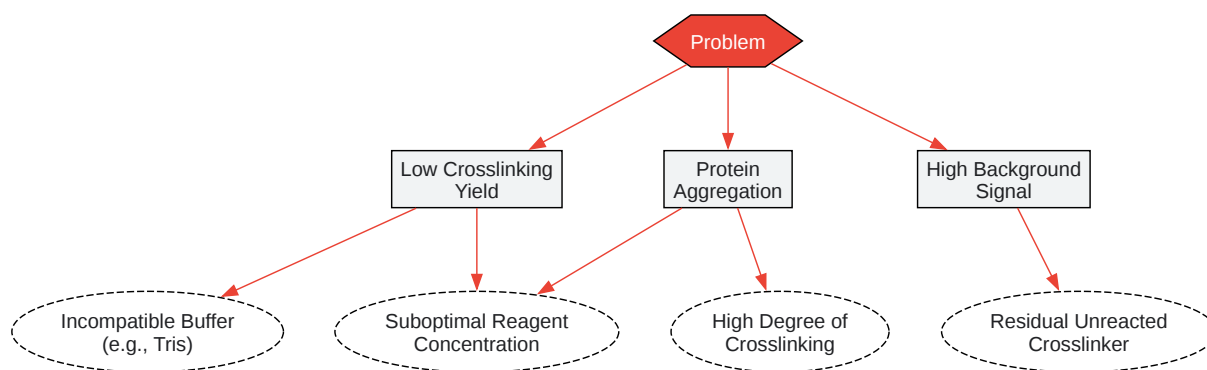 Problem
Low Crosslinking
Yield
Protein
Aggregation
High Background
Signal
Incompatible Buffer
(e.g., Tris)
Suboptimal Reagent
Concentration
High Degree of
Crosslinking
Residual Unreacted
Crosslinker